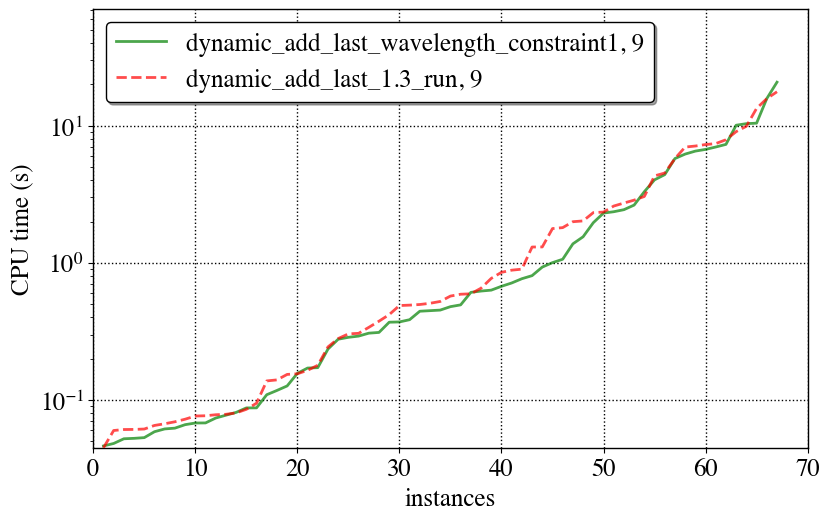 dynamic_add_last_wavelength_constraint1, 9
dynamic_add_last_1.3_run, 9
CPU time (s)
10¹
10⁰
10⁻¹
0 10 20 30 40 50 60 70
instances